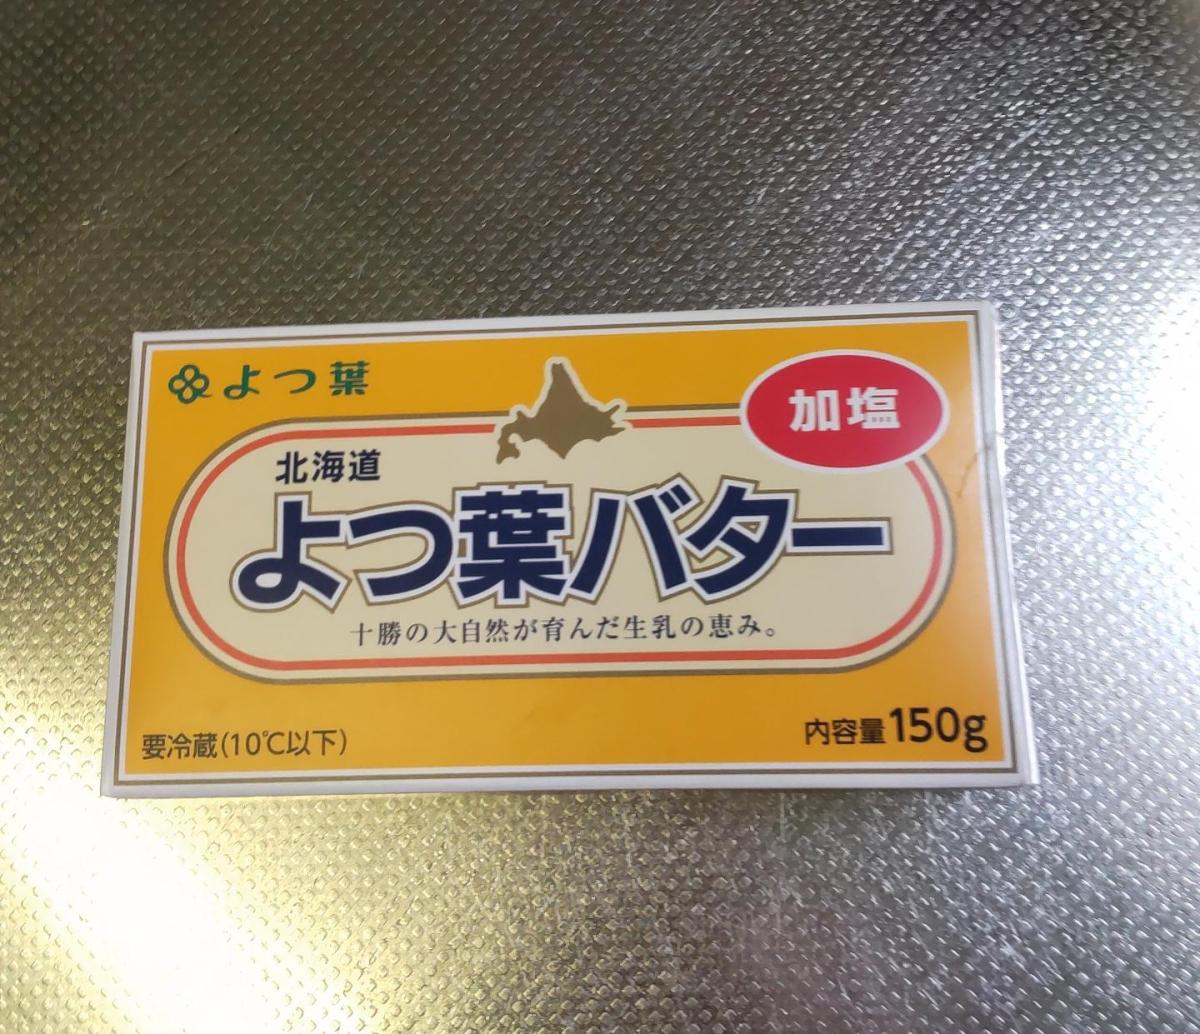 よつ葉
加塩
北海道
よつ葉バター
十勝の大自然が育んだ生乳の恵み。
要冷蔵(10℃以下)
内容量150g